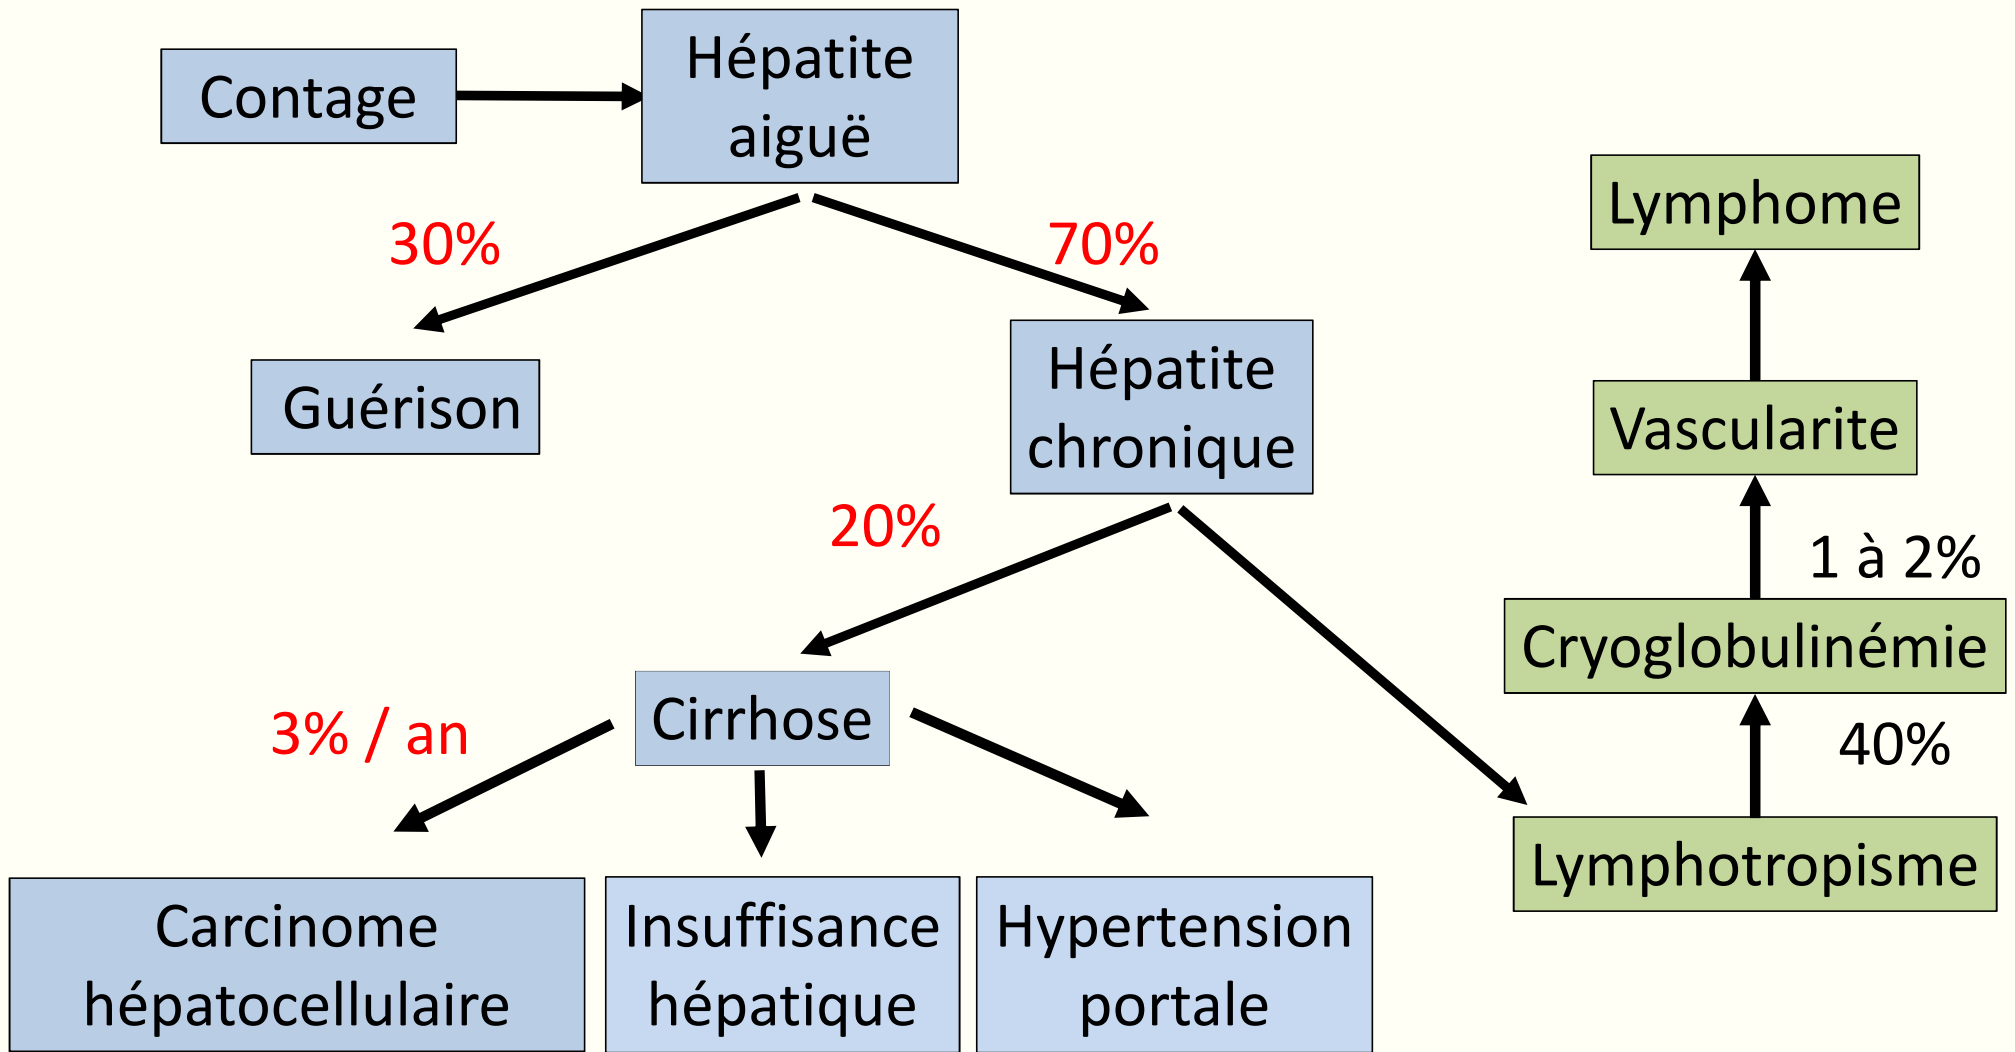 Contage
Hépatite
aiguë
30%
70%
Guérison
Hépatite
chronique
20%
Cirrhose
3% / an
Carcinome
hépatocellulaire
Insuffisance
hépatique
Hypertension
portale
Lymphome
Vascularite
1 à 2%
Cryoglobulinémie
40%
Lymphotropisme